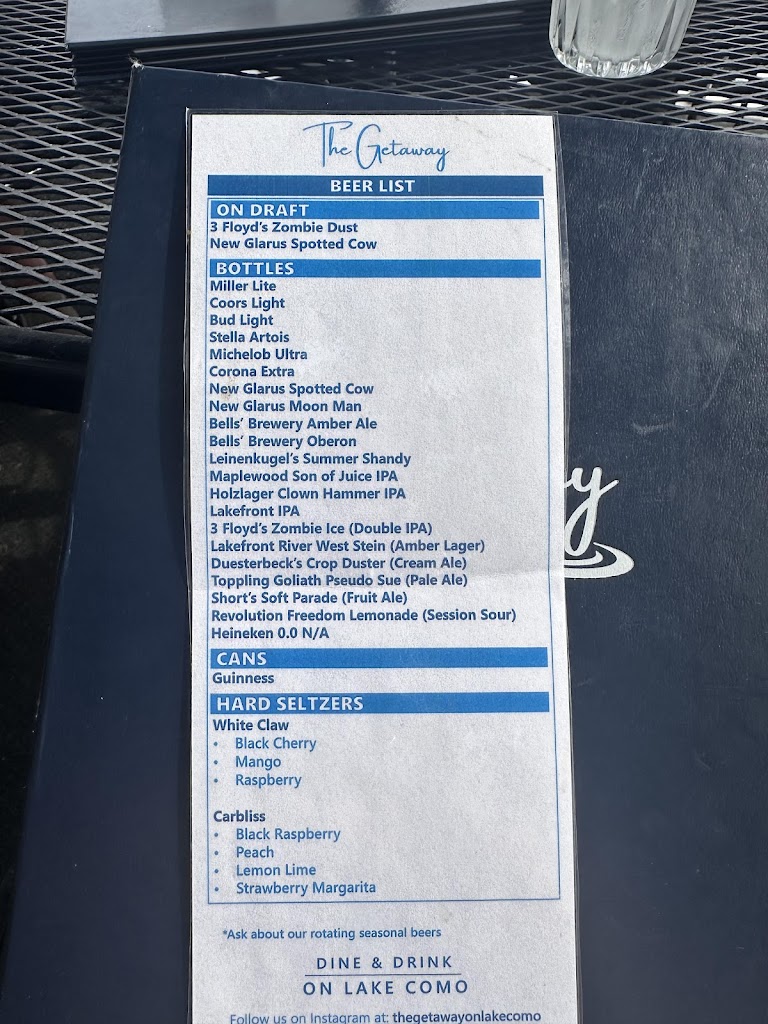 The Getaway
BEER LIST
ON DRAFT
3 Floyd's Zombie Dust
New Glarus Spotted Cow
BOTTLES
Miller Lite
Coors Light
Bud Light
Stella Artois
Michelob Ultra
Corona Extra
New Glarus Spotted Cow
New Glarus Moon Man
Bells' Brewery Amber Ale
Bells' Brewery Oberon
Leinenkugel's Summer Shandy
Maplewood Son of Juice IPA
Holzlager Clown Hammer IPA
Lakefront IPA
3 Floyd's Zombie Ice (Double IPA)
Lakefront River West Stein (Amber Lager)
Duesterbeck's Crop Duster (Cream Ale)
Toppling Goliath Pseudo Sue (Pale Ale)
Short's Soft Parade (Fruit Ale)
Revolution Freedom Lemonade (Session Sour)
Heineken 0.0 N/A
CANS
Guinness
HARD SELTZERS
White Claw
• Black Cherry
• Mango
• Raspberry
Carbliss
• Black Raspberry
• Peach
• Lemon Lime
• Strawberry Margarita
*Ask about our rotating seasonal beers
DINE & DRINK
ON LAKE COMO
Follow us on Instagram at: thegetawayonlakecomo
ay